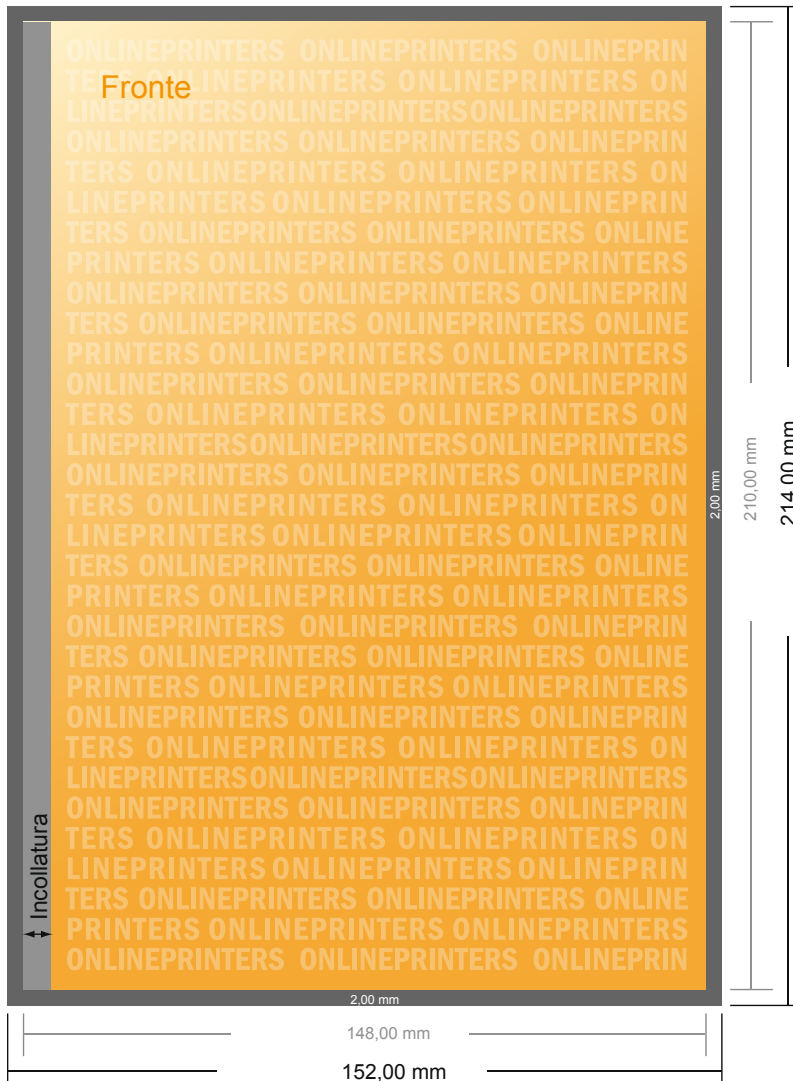 ONLINEPRINTERS ONLINEPRINTERS ONLINEPRIN
TERS ONLINEPRINTERS ONLINEPRINTERS ON
Fronte
LINEPRINTERS ONLINEPRINTERS ONLINEPRINTERS
ONLINEPRINTERS ONLINEPRINTERS ONLINEPRIN
TERS ONLINEPRINTERS ONLINEPRINTERS ON
LINEPRINTERS ONLINEPRINTERS ONLINEPRIN
TERS ONLINEPRINTERS ONLINEPRINTERS ONLINE
PRINTERS ONLINEPRINTERS ONLINEPRINTERS
ONLINEPRINTERS ONLINEPRINTERS ONLINEPRIN
TERS ONLINEPRINTERS ONLINEPRINTERS ONLINE
PRINTERS ONLINEPRINTERS ONLINEPRINTERS
ONLINEPRINTERS ONLINEPRINTERS ONLINEPRIN
TERS ONLINEPRINTERS ONLINEPRINTERS ON
LINEPRINTERS ONLINEPRINTERS ONLINEPRINTERS
ONLINEPRINTERS ONLINEPRINTERS ONLINEPRIN
TERS ONLINEPRINTERS ONLINEPRINTERS ON
LINEPRINTERS ONLINEPRINTERS ONLINEPRIN
TERS ONLINEPRINTERS ONLINEPRINTERS ONLINE
PRINTERS ONLINEPRINTERS ONLINEPRINTERS
ONLINEPRINTERS ONLINEPRINTERS ONLINEPRIN
TERS ONLINEPRINTERS ONLINEPRINTERS ONLINE
PRINTERS ONLINEPRINTERS ONLINEPRINTERS
ONLINEPRINTERS ONLINEPRINTERS ONLINEPRIN
TERS ONLINEPRINTERS ONLINEPRINTERS ON
LINEPRINTERS ONLINEPRINTERS ONLINEPRINTERS
ONLINEPRINTERS ONLINEPRINTERS ONLINEPRIN
TERS ONLINEPRINTERS ONLINEPRINTERS ON
LINEPRINTERS ONLINEPRINTERS ONLINEPRIN
TERS ONLINEPRINTERS ONLINEPRINTERS ONLINE
PRINTERS ONLINEPRINTERS ONLINEPRINTERS
ONLINEPRINTERS ONLINEPRINTERS ONLINEPRIN
Incollatura
2,00 mm
210,00 mm
214,00 mm
2,00 mm
148,00 mm
152,00 mm